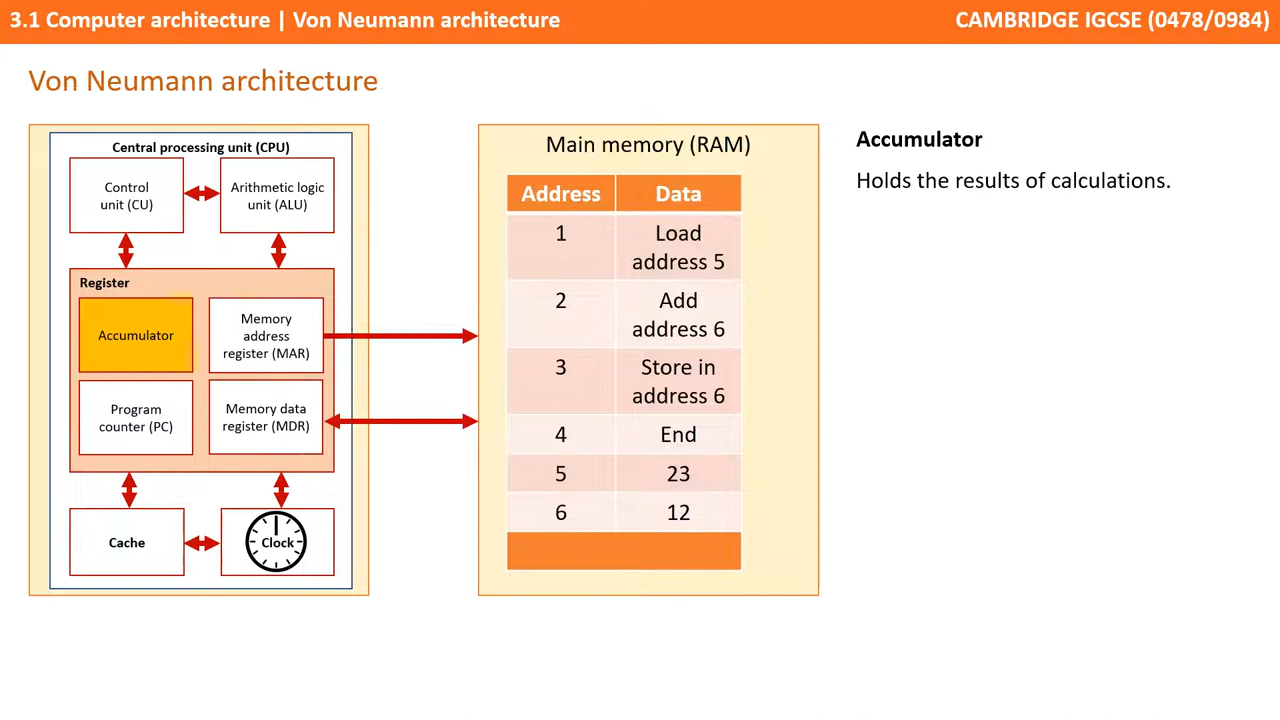 3.1 Computer architecture | Von Neumann architecture
CAMBRIDGE IGCSE (0478/0984)
Von Neumann architecture
Central processing unit (CPU)
Control
unit (CU)
Arithmetic logic
unit (ALU)
Register
Accumulator
Memory
address
register (MAR)
Program
counter (PC)
Memory data
register (MDR)
Cache
Clock
Main memory (RAM)
Address Data
1 Load
address 5
2 Add
address 6
3 Store in
address 6
4 End
5 23
6 12
Accumulator
Holds the results of calculations.